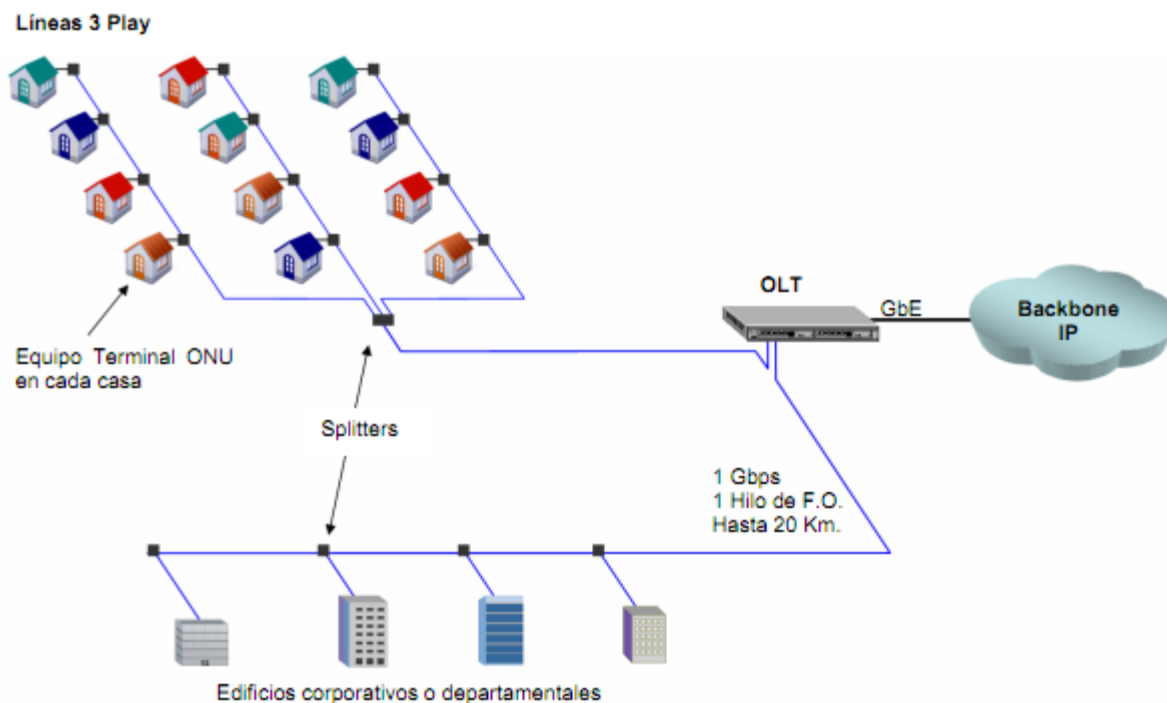 Líneas 3 Play
OLT
GbE
Backbone
IP
Equipo Terminal ONU
en cada casa
Splitters
1 Gbps
1 Hilo de F.O.
Hasta 20 Km.
Edificios corporativos o departamentales